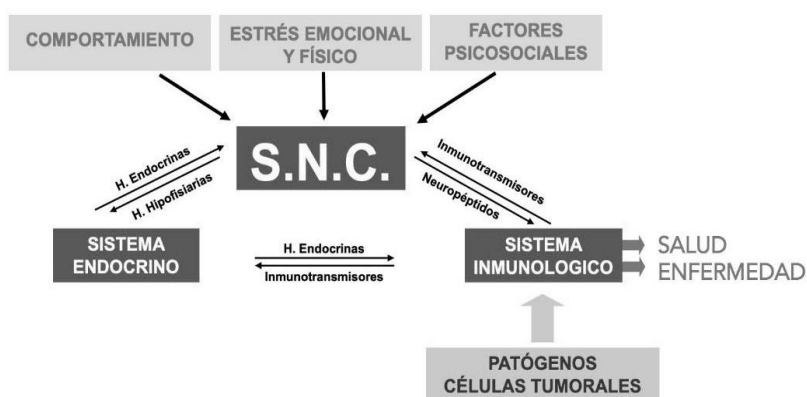 COMPORTAMIENTO
ESTRÉS EMOCIONAL
Y FÍSICO
FACTORES
PSICOSOCIALES
S.N.C.
H. Endocrinas
H. Hipofisiarias
Inmunotransmisores
Neuropéptidos
SISTEMA
ENDOCRINO
H. Endocrinas
Inmunotransmisores
SISTEMA
INMUNOLOGICO
SALUD
ENFERMEDAD
PATÓGENOS
CÉLULAS TUMORALES